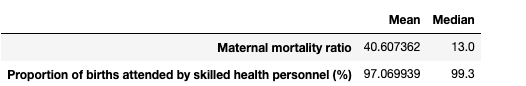 Mean Median
Maternal mortality ratio 40.607362 13.0
Proportion of births attended by skilled health personnel (%) 97.069939 99.3